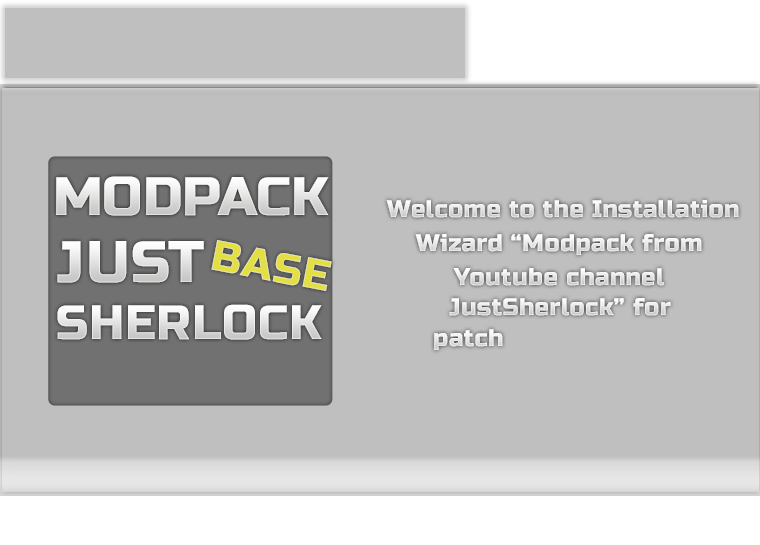 MODPACK
JUST BASE
SHERLOCK
Welcome to the Installation
Wizard “Modpack from
Youtube channel
JustSherlock” for
patch